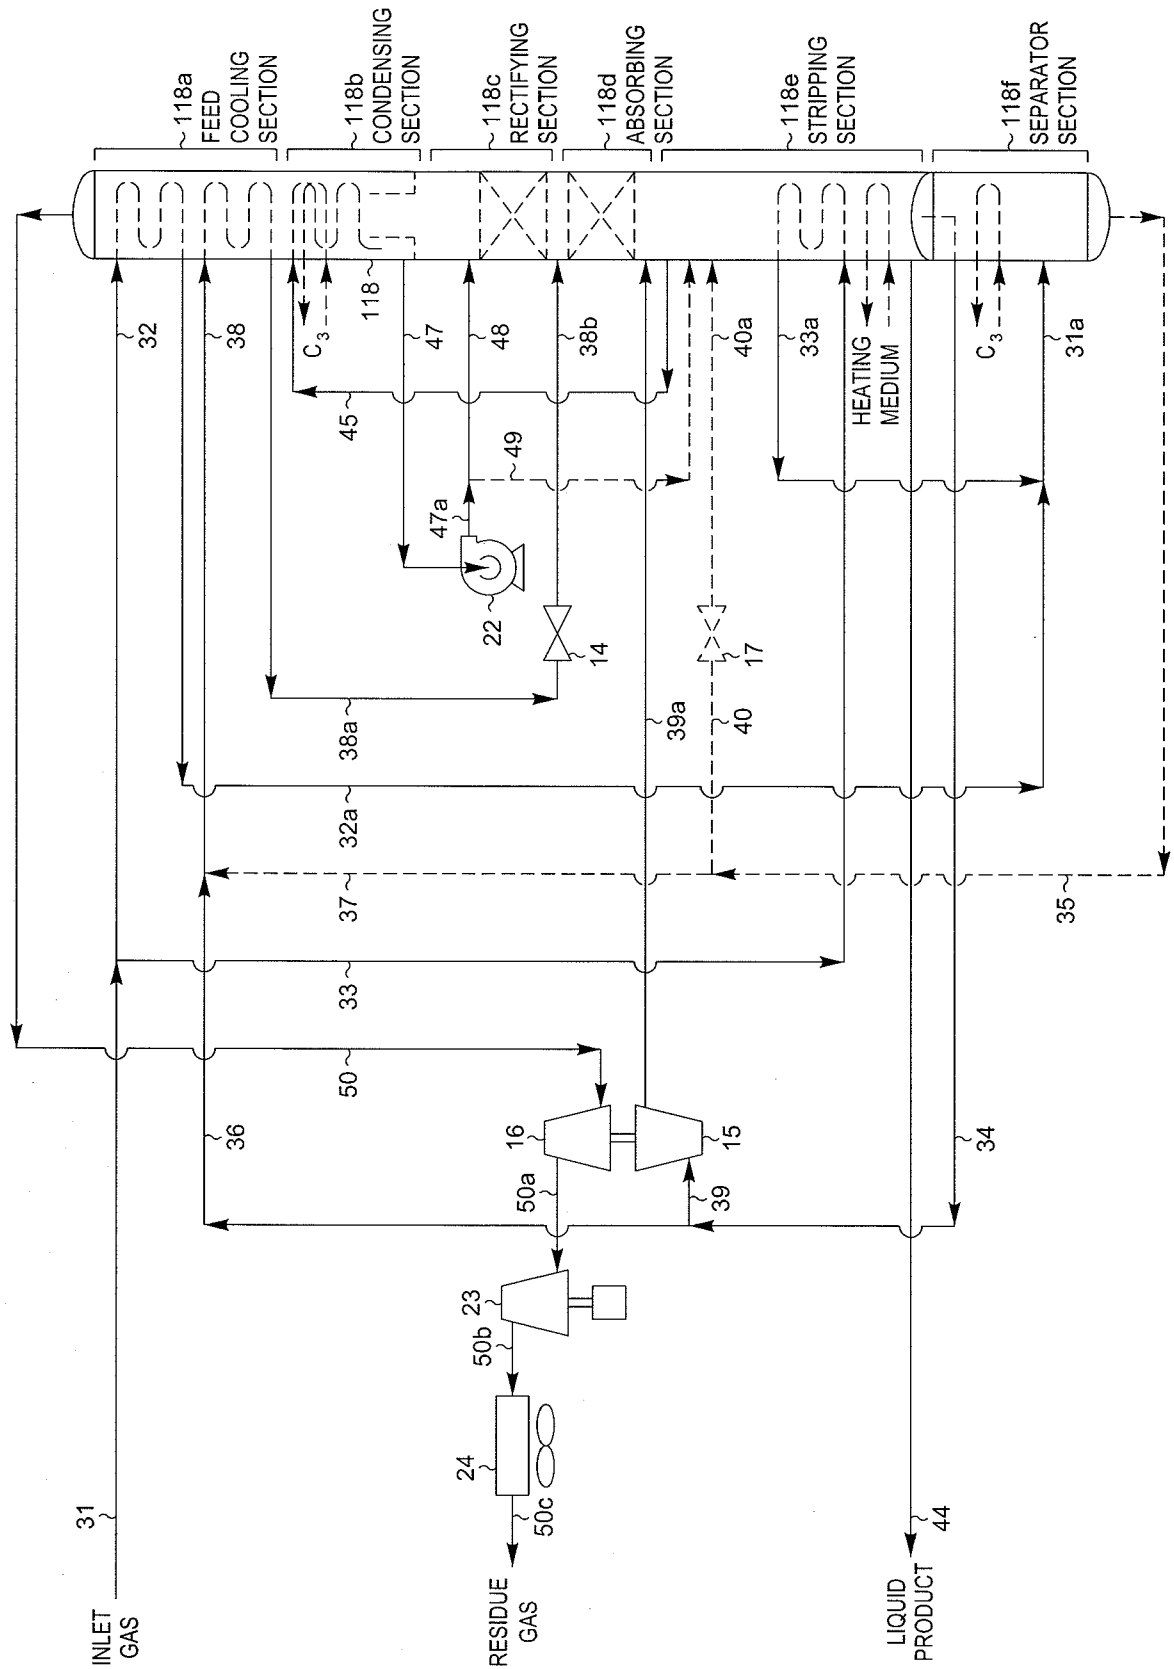 118a
FEED
COOLING
SECTION
118b
CONDENSING
SECTION
118c
RECTIFYING
SECTION
118d
ABSORBING
SECTION
118e
STRIPPING
SECTION
118f
SEPARATOR
SECTION
32
38
C3
118
47
48
38b
40a
33a
HEATING
MEDIUM
C3
31a
45
49
47a
22
14
17
38a
39a
40
32a
37
35
33
50
36
16
15
34
50a
39
23
50b
24
50c
31
44
INLET
GAS
RESIDUE
GAS
LIQUID
PRODUCT